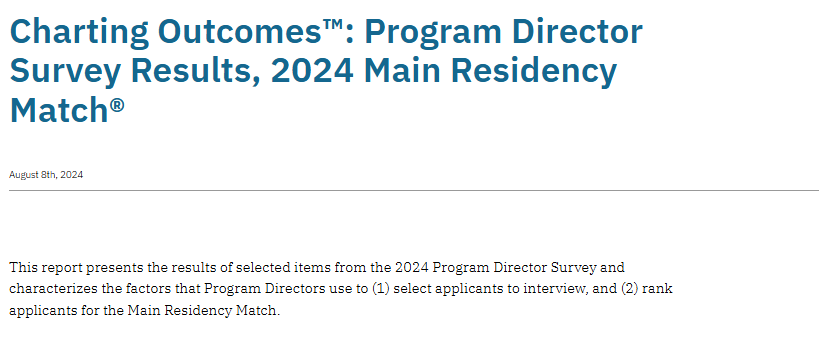 Charting Outcomes™: Program Director
Survey Results, 2024 Main Residency
Match®
August 8th, 2024
This report presents the results of selected items from the 2024 Program Director Survey and
characterizes the factors that Program Directors use to (1) select applicants to interview, and (2) rank
applicants for the Main Residency Match.